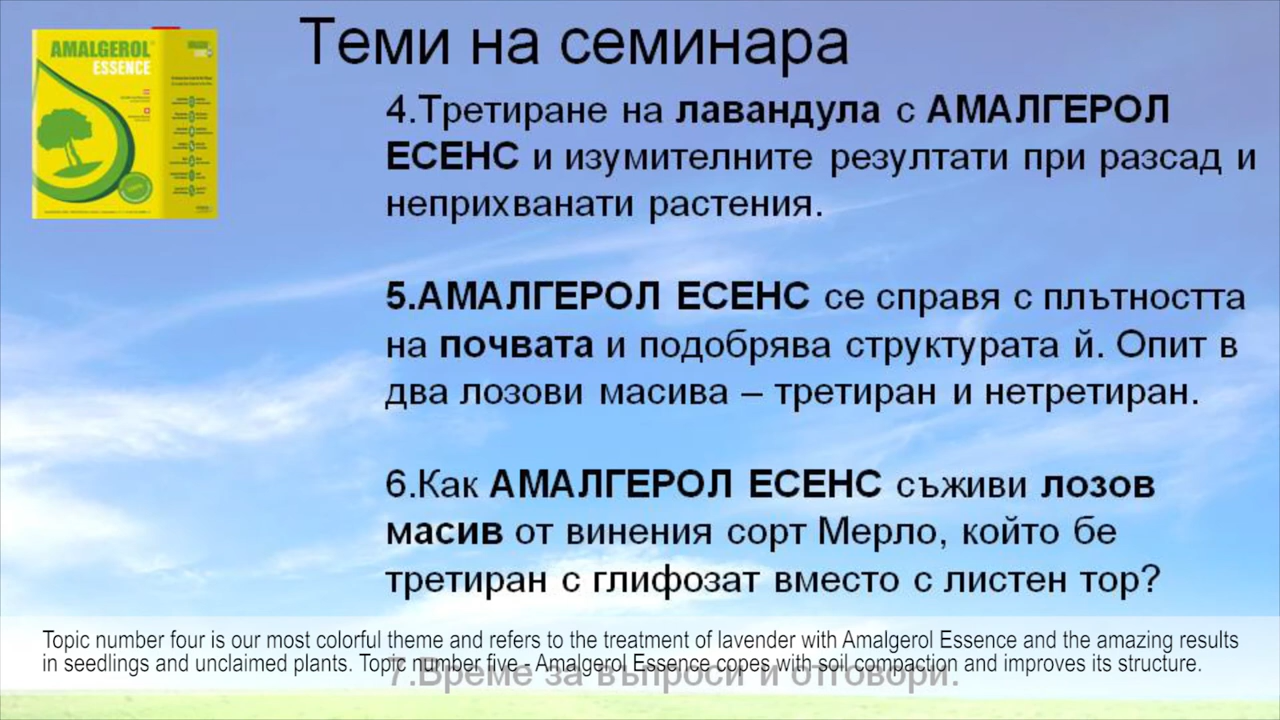 Теми на семинара
AMALGEROL
ESSENCE
4.Третиране на лавандула с АМАЛГЕРОЛ
ЕСЕНС и изумителните резултати при разсад и
неприхванати растения.
5.АМАЛГЕРОЛ ЕСЕНС се справя с плътността
на почвата и подобрява структурата й. Опит в
два лозови масива – третиран и нетретиран.
6.Как АМАЛГЕРОЛ ЕСЕНС съживи лозов
масив от винения сорт Мерло, който бе
третиран с глифозат вместо с листен тор?
7.Време за въпроси и отговори.
Topic number four is our most colorful theme and refers to the treatment of lavender with Amalgerol Essence and the amazing results
in seedlings and unclaimed plants. Topic number five - Amalgerol Essence copes with soil compaction and improves its structure.